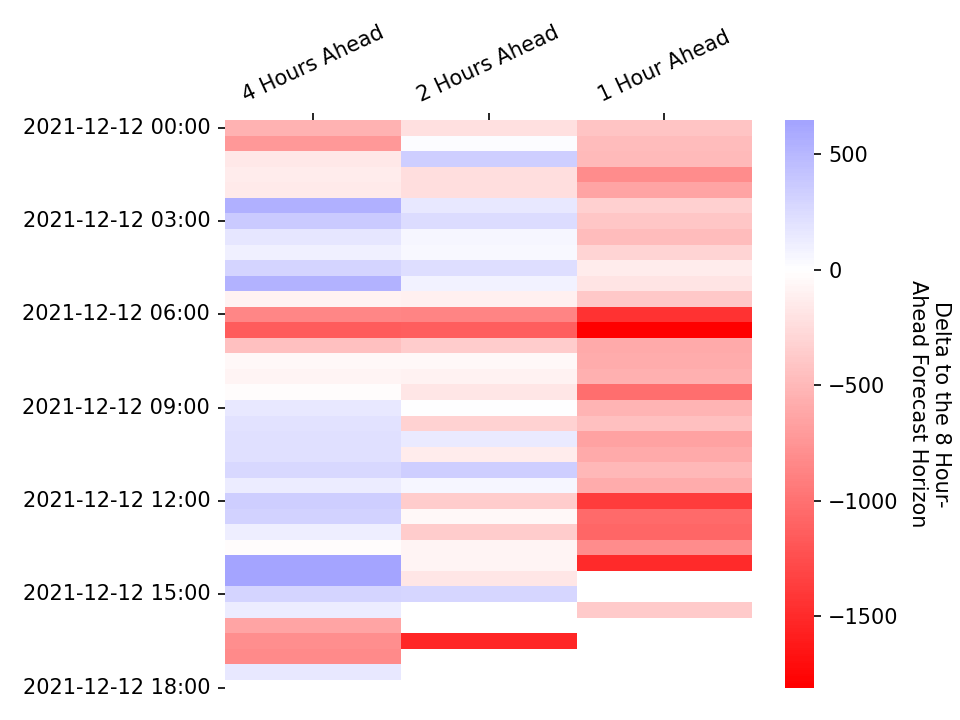 4 Hours Ahead
2 Hours Ahead
1 Hour Ahead
2021-12-12 00:00
2021-12-12 03:00
2021-12-12 06:00
2021-12-12 09:00
2021-12-12 12:00
2021-12-12 15:00
2021-12-12 18:00
500
0
−500
−1000
−1500
Delta to the 8 Hour-
Ahead Forecast Horizon